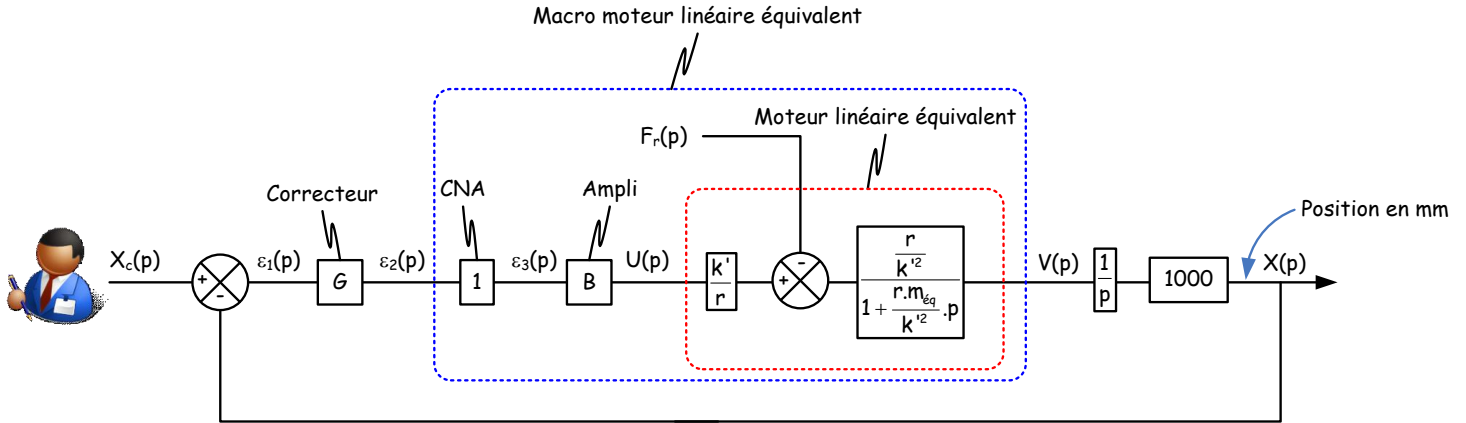 Macro moteur linéaire équivalent
Moteur linéaire équivalent
Fr(p)
Correcteur
CNA
Ampli
Position en mm
Xc(p)
+
-
ε1(p)
G
ε2(p)
1
ε3(p)
B
U(p)
k'
r
+
-
r
k'2
1 + r.méq .p
k'2
V(p)
1
p
1000
X(p)